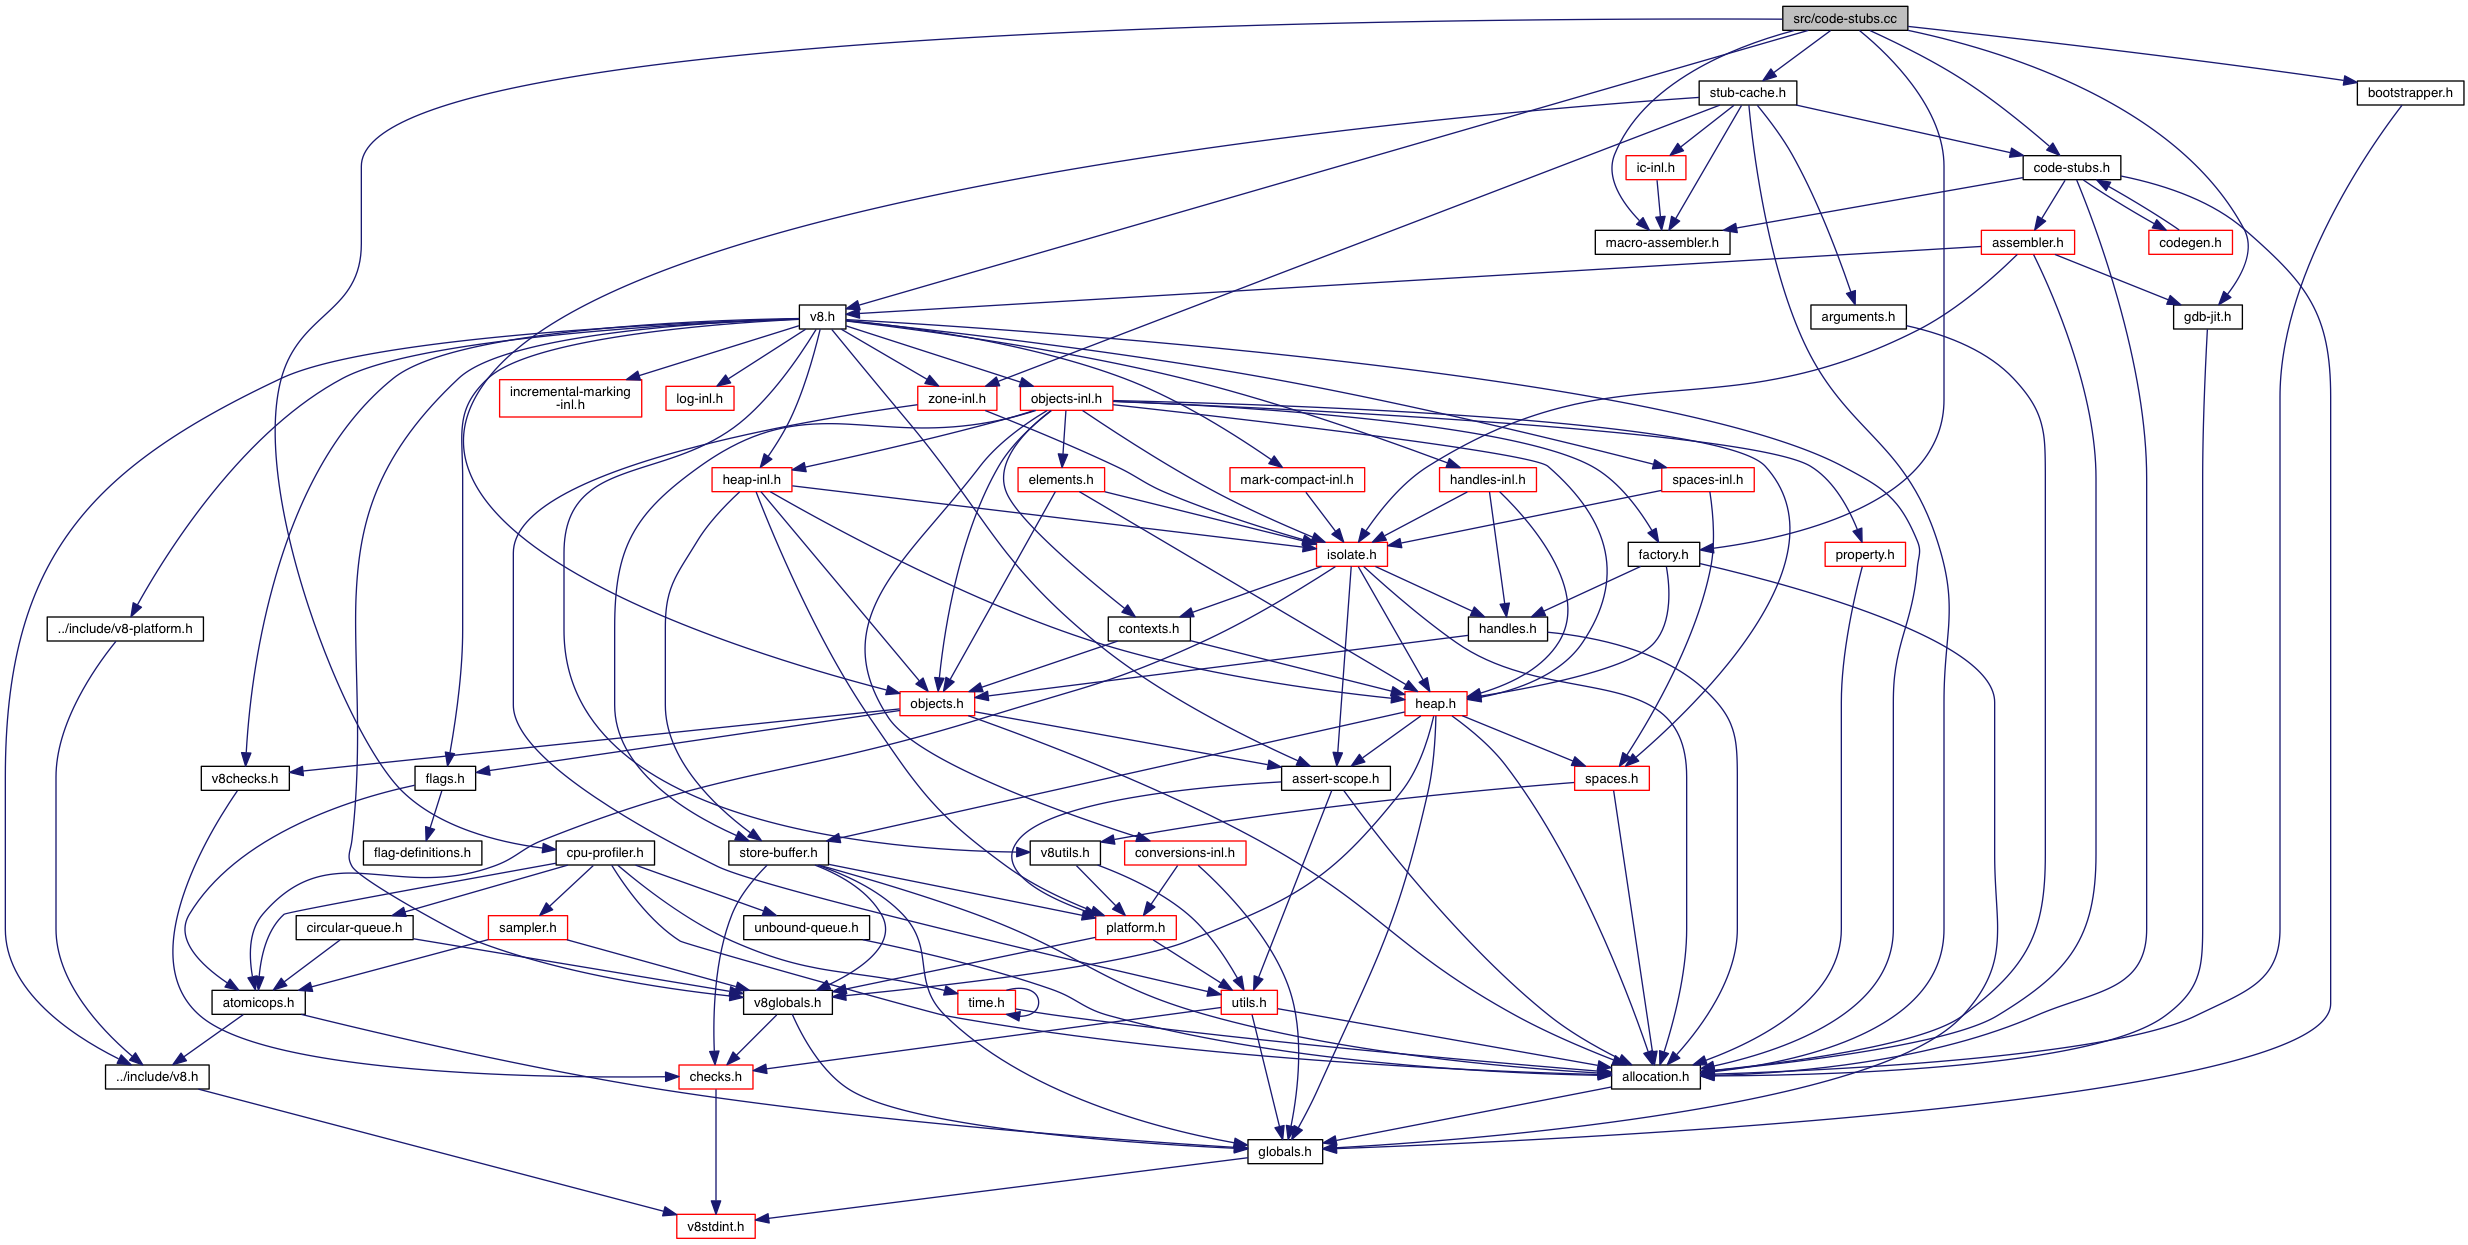 src/code-stubs.cc
stub-cache.h
bootstrapper.h
ic-inl.h
code-stubs.h
macro-assembler.h
assembler.h
codegen.h
v8.h
arguments.h
gdb-jit.h
incremental-marking
-inl.h
log-inl.h
zone-inl.h
objects-inl.h
heap-inl.h
elements.h
mark-compact-inl.h
handles-inl.h
spaces-inl.h
isolate.h
factory.h
property.h
../include/v8-platform.h
contexts.h
handles.h
objects.h
heap.h
v8checks.h
flags.h
assert-scope.h
spaces.h
flag-definitions.h
cpu-profiler.h
store-buffer.h
v8utils.h
conversions-inl.h
circular-queue.h
sampler.h
unbound-queue.h
platform.h
atomicops.h
v8globals.h
time.h
utils.h
../include/v8.h
checks.h
allocation.h
globals.h
v8stdint.h